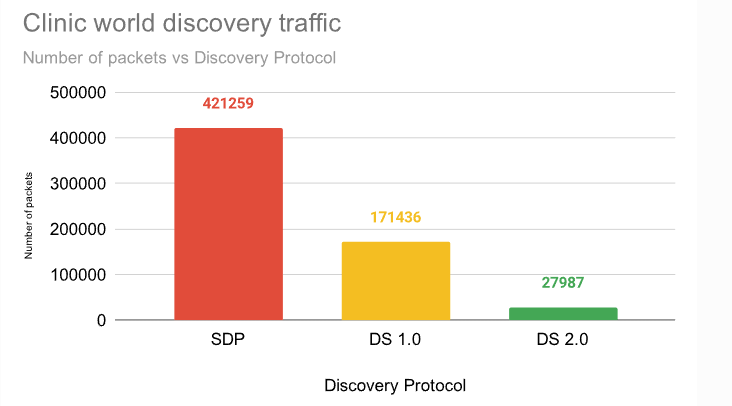 Clinic world discovery traffic
Number of packets vs Discovery Protocol
Number of packets
500000
400000
300000
200000
100000
0
421259
171436
27987
SDP
DS 1.0
DS 2.0
Discovery Protocol